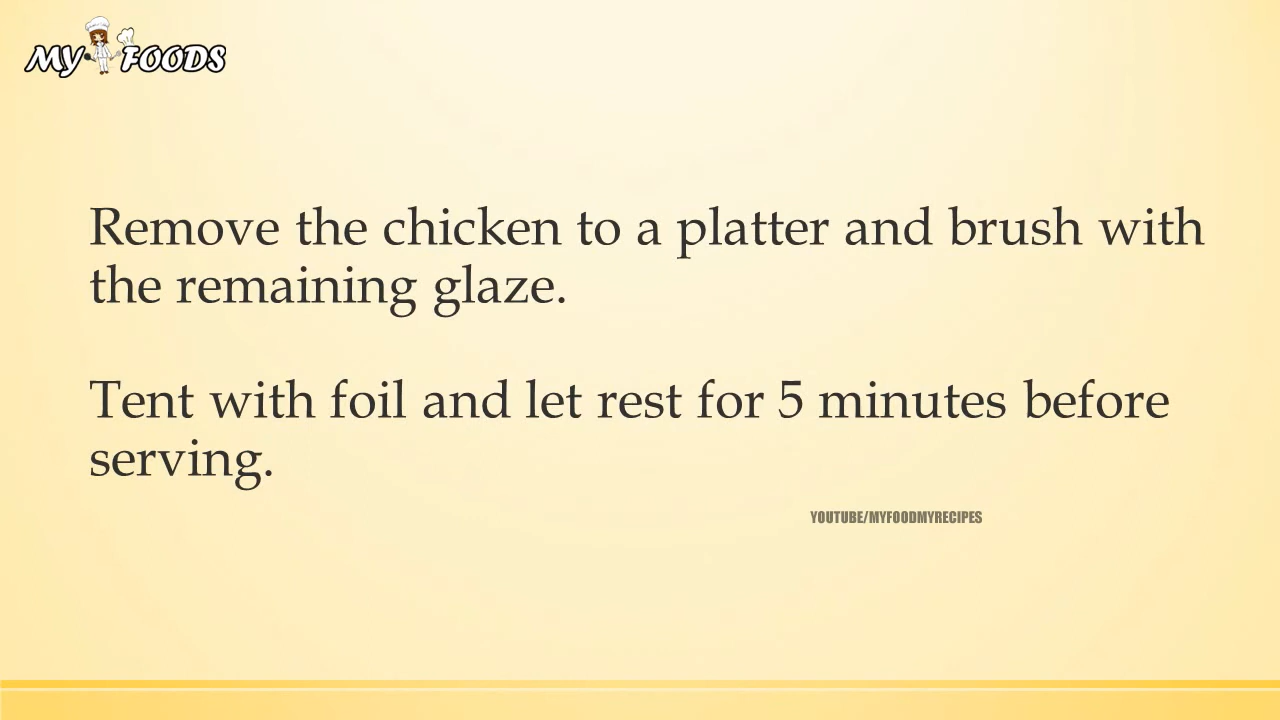 MY FOODS
Remove the chicken to a platter and brush with
the remaining glaze.
Tent with foil and let rest for 5 minutes before
serving.
YOUTUBE/MYFOODMYRECIPES